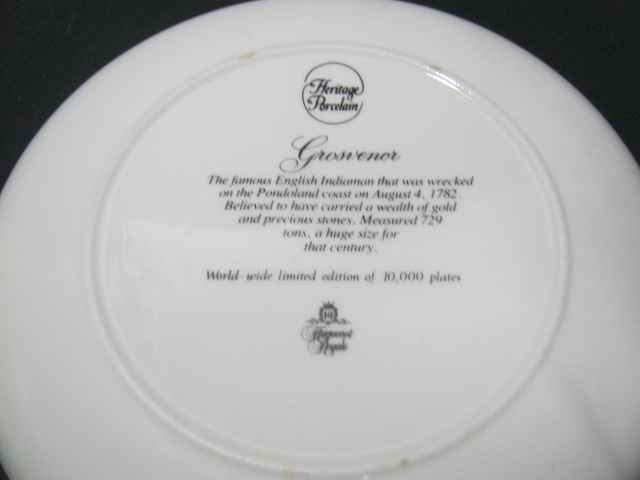 Heritage
Porcelain
Grosvenor
The famous English Indiaman that was wrecked
on the Pondoland coast on August 4, 1782.
Believed to have carried a wealth of gold
and precious stones. Measured 729
tons, a huge size for
that century.
World-wide limited edition of 10,000 plates
H
Huguenot
Royale